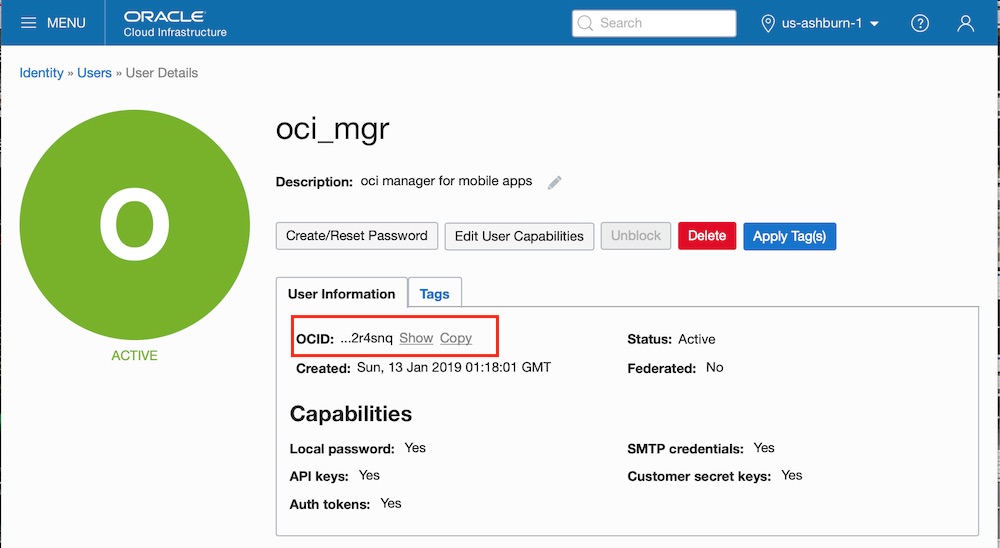 MENU
ORACLE
Cloud Infrastructure
Search
us-ashburn-1
?
Identity » Users » User Details
O
ACTIVE
oci_mgr
Description: oci manager for mobile apps
Create/Reset Password Edit User Capabilities Unblock Delete Apply Tag(s)
User Information Tags
OCID: ...2r4snq Show Copy Status: Active
Created: Sun, 13 Jan 2019 01:18:01 GMT Federated: No
Capabilities
Local password: Yes SMTP credentials: Yes
API keys: Yes Customer secret keys: Yes
Auth tokens: Yes